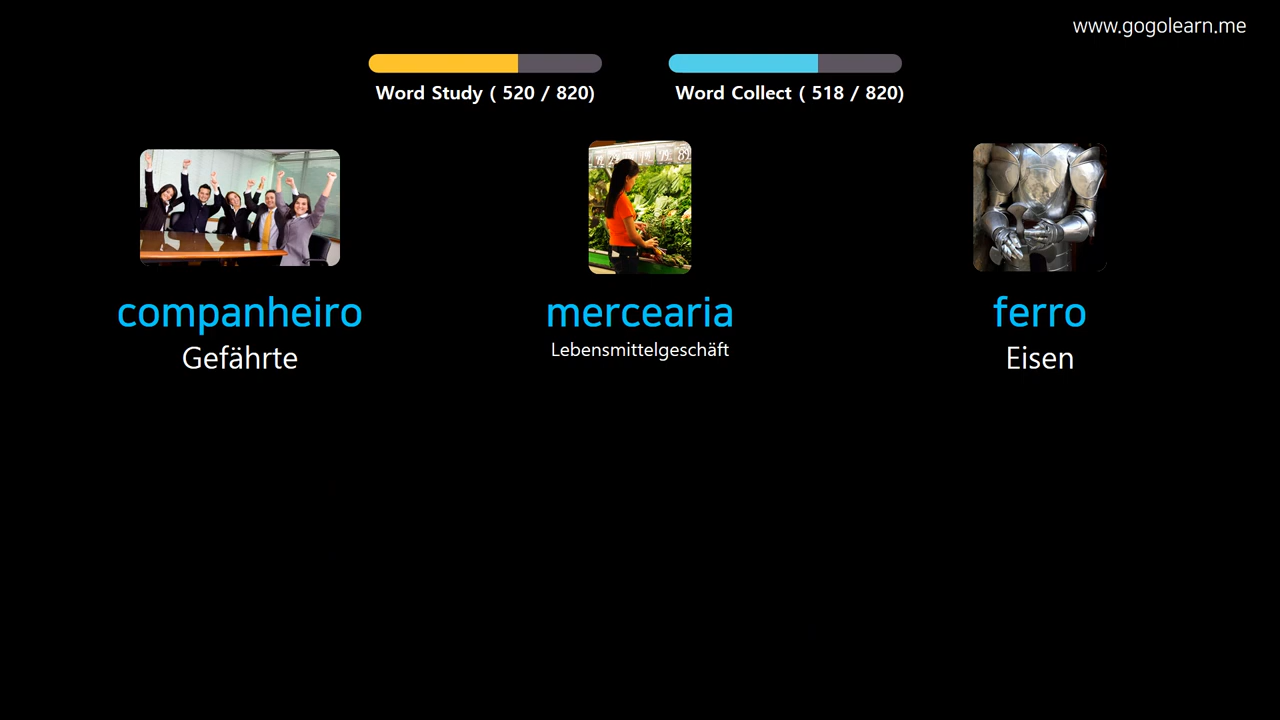 www.gogolearn.me
Word Study ( 520 / 820)
Word Collect ( 518 / 820)
companheiro
Gefährte
mercearia
Lebensmittelgeschäft
ferro
Eisen